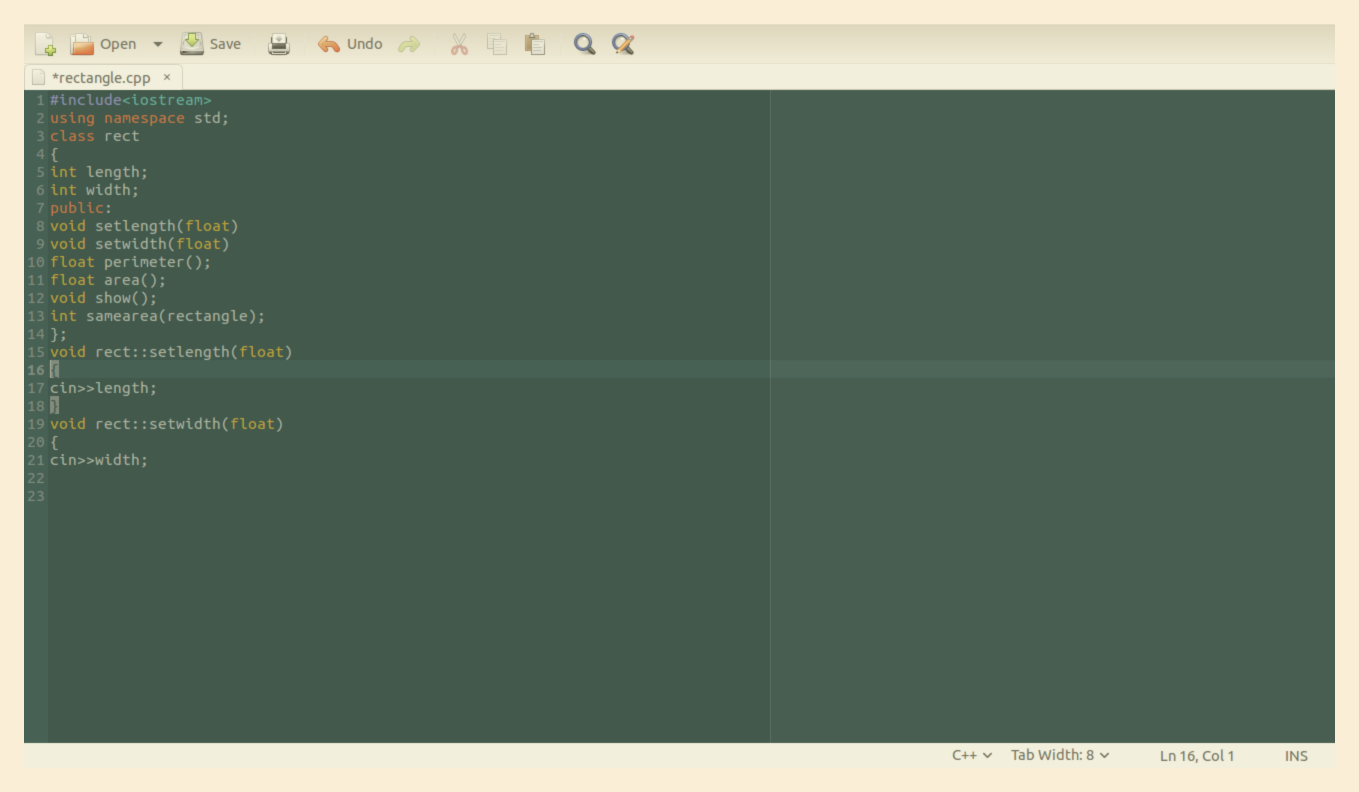 Open Save Undo
*rectangle.cpp ×
1 #include<iostream>
2 using namespace std;
3 class rect
4 {
5 int length;
6 int width;
7 public:
8 void setlength(float)
9 void setwidth(float)
10 float perimeter();
11 float area();
12 void show();
13 int samearea(rectangle);
14 };
15 void rect::setlength(float)
16 {
17 cin>>length;
18 }
19 void rect::setwidth(float)
20 {
21 cin>>width;
22
23
C++ Tab Width: 8 Ln 16, Col 1 INS